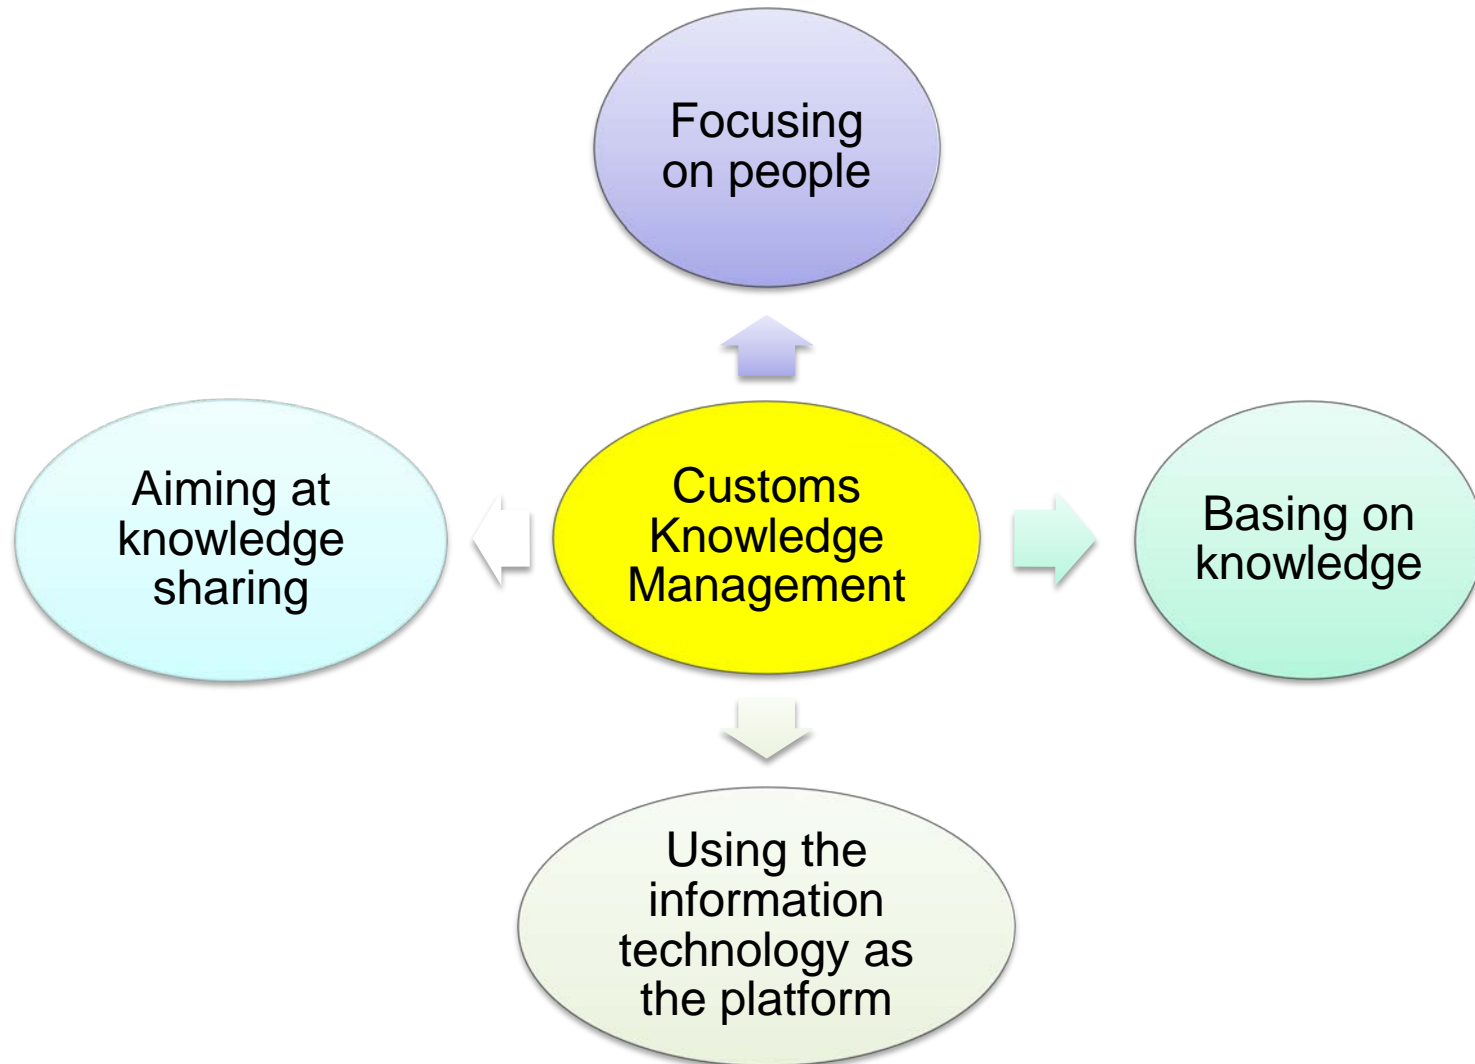 Focusing
on people
Aiming at
knowledge
sharing
Customs
Knowledge
Management
Basing on
knowledge
Using the
information
technology as
the platform